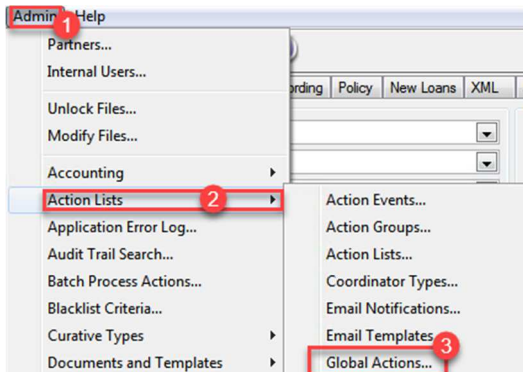 Admin Help
1
Partners...
Internal Users...
Policy New Loans XML
Unlock Files...
Modify Files...
Accounting
Action Lists 2
Action Events...
Application Error Log...
Action Groups...
Audit Trail Search...
Action Lists...
Batch Process Actions...
Coordinator Types...
Blacklist Criteria...
Email Notifications...
Curative Types
Email Templates
3
Documents and Templates
Global Actions...